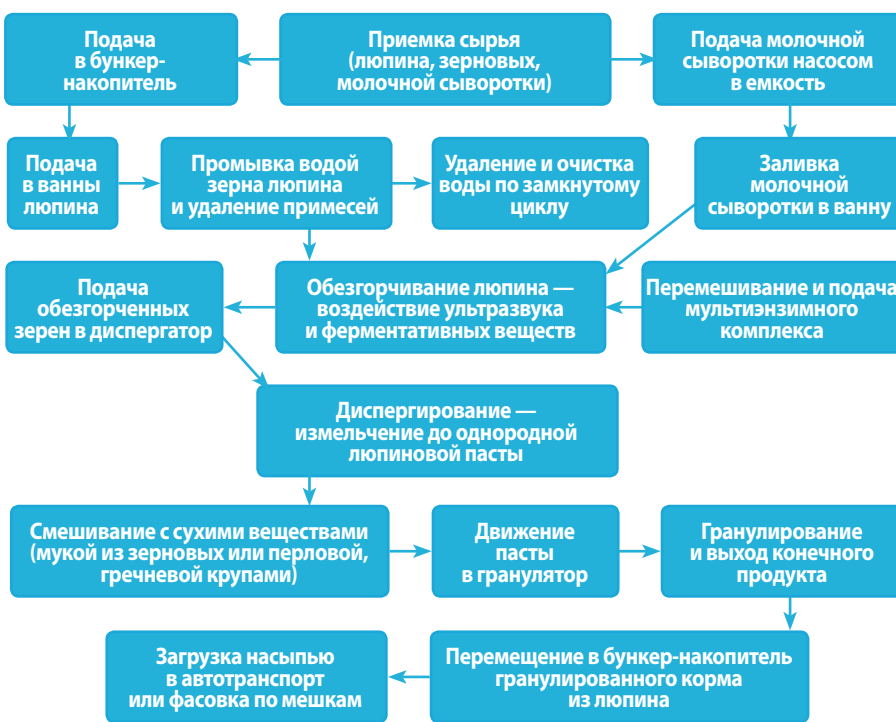 Подача
в бункер-
накопитель
Приемка сырья
(люпина, зерновых,
молочной сыворотки)
Подача молочной
сыворотки насосом
в емкость
Подача
в ванны
люпина
Промывка водой
зерна люпина
и удаление примесей
Удаление и очистка
воды по замкнутому
циклу
Заливка
молочной
сыворотки в ванну
Подача
обезгорченных
зерен в диспергатор
Обезгорчивание люпина —
воздействие ультразвука
и ферментативных веществ
Перемешивание и подача
мультиэнзимного
комплекса
Диспергирование —
измельчение до однородной
люпиновой пасты
Смешивание с сухими веществами
(мукой из зерновых или перловой,
гречневой крупами)
Движение
пасты
в гранулятор
Гранулирование
и выход конечного
продукта
Загрузка насыпью
в автотранспорт
или фасовка по мешкам
Перемещение в бункер-накопитель
гранулированного корма
из люпина